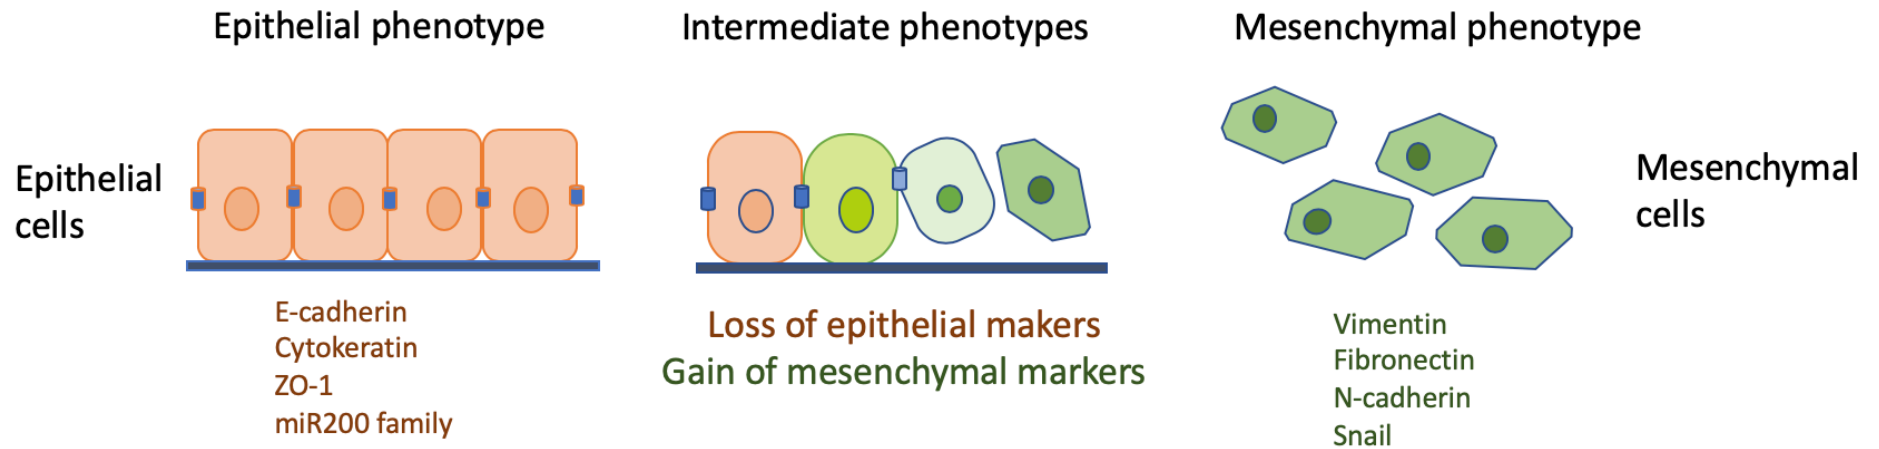 Epithelial phenotype
Intermediate phenotypes
Mesenchymal phenotype
Epithelial
cells
Mesenchymal
cells
E-cadherin
Cytokeratin
ZO-1
miR200 family
Loss of epithelial makers
Gain of mesenchymal markers
Vimentin
Fibronectin
N-cadherin
Snail